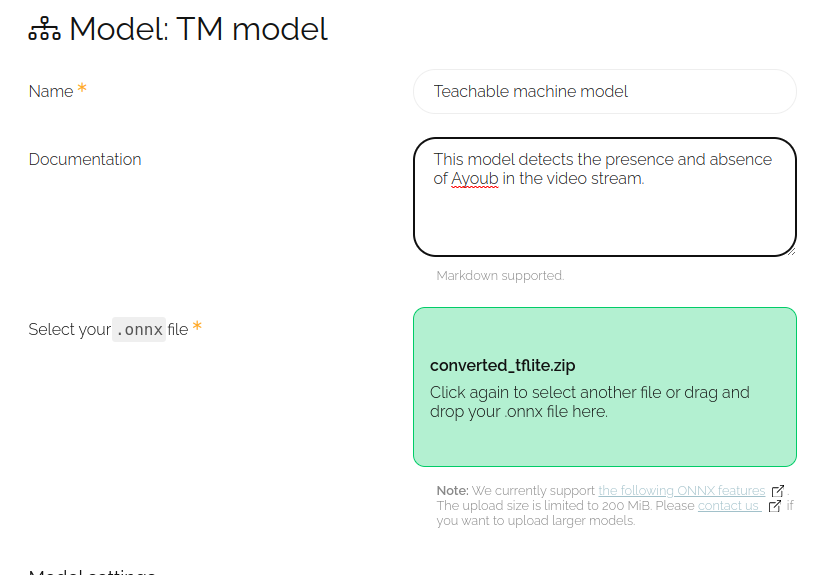 Model: TM model
Name *
Teachable machine model
Documentation
This model detects the presence and absence
of Ayoub in the video stream.
Markdown supported.
Select your .onnx file *
converted_tflite.zip
Click again to select another file or drag and
drop your .onnx file here.
Note: We currently support the following ONNX features .
The upload size is limited to 200 MiB. Please contact us if
you want to upload larger models.
Model settings